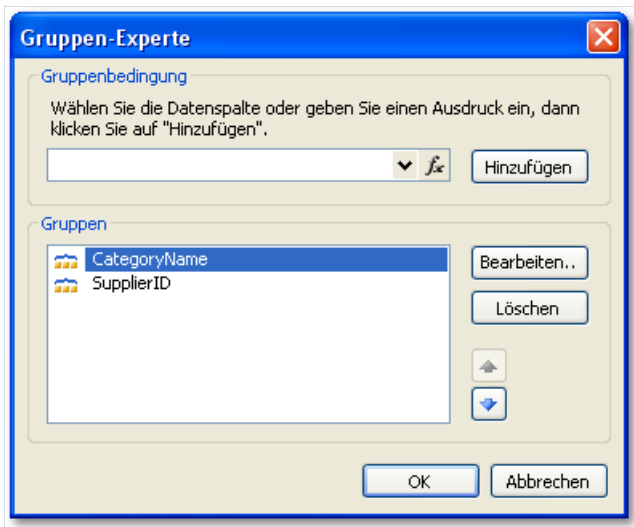 Gruppen-Experte
Gruppenbedingung
Wählen Sie die Datenspalte oder geben Sie einen Ausdruck ein, dann
klicken Sie auf "Hinzufügen".
fx Hinzufügen
Gruppen
CategoryName
SupplierID
Bearbeiten..
Löschen
OK Abbrechen